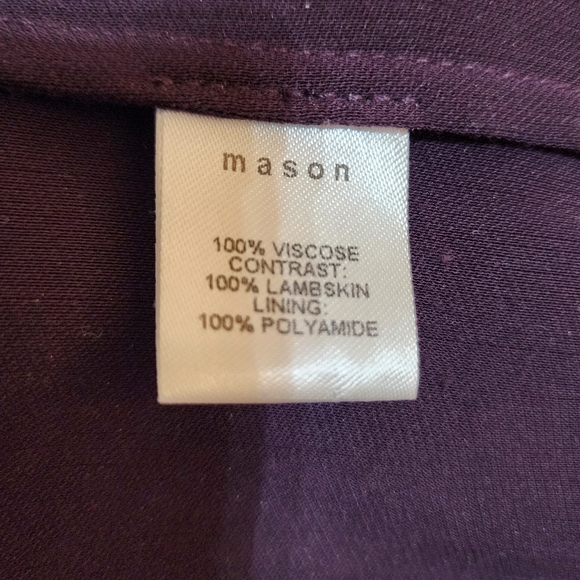 mason
100% VISCOSE
CONTRAST:
100% LAMBSKIN
LINING:
100% POLYAMIDE